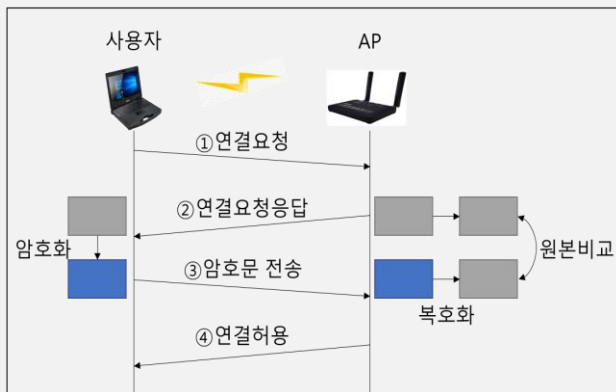 사용자
AP
①연결요청
②연결요청응답
암호화
원본비교
③암호문 전송
복호화
④연결허용